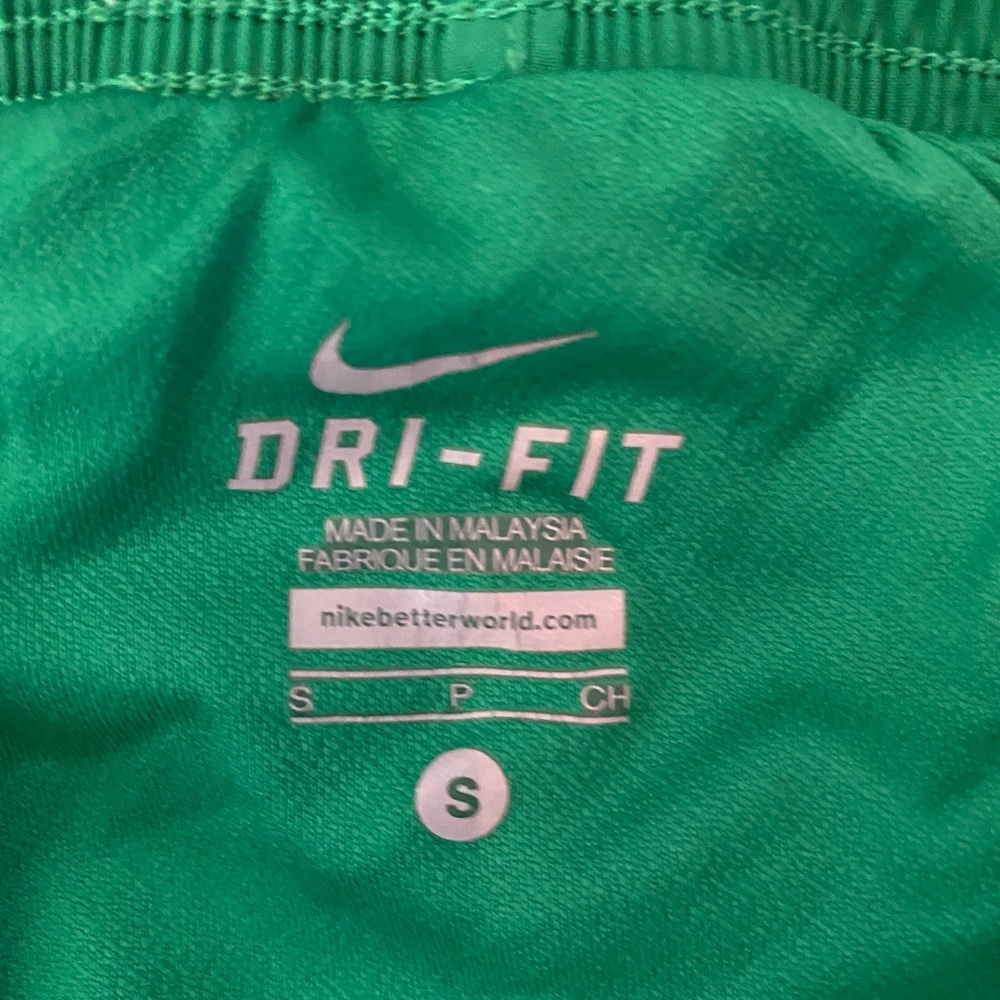 DRI-FIT
MADE IN MALAYSIA
FABRIQUE EN MALAISIE
nikebetterworld.com
S P CH
S